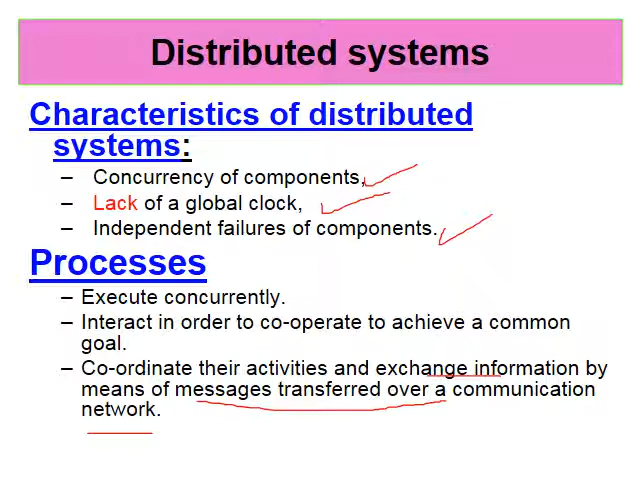 Distributed systems
Characteristics of distributed
systems:
– Concurrency of components,
– Lack of a global clock,
– Independent failures of components.
Processes
– Execute concurrently.
– Interact in order to co-operate to achieve a common
goal.
– Co-ordinate their activities and exchange information by
means of messages transferred over a communication
network.